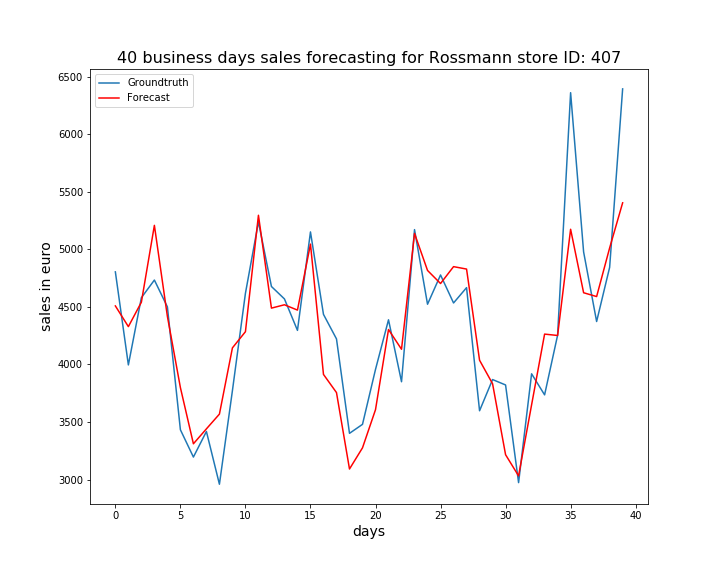 40 business days sales forecasting for Rossmann store ID: 407
Groundtruth
Forecast
6500
6000
5500
5000
4500
4000
3500
3000
sales in euro
0 5 10 15 20 25 30 35 40
days